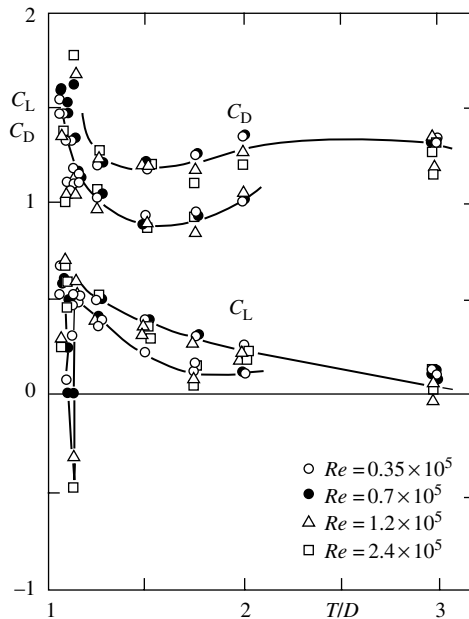 2
C_L
C_D
C_D
1
C_L
0
Re = 0.35 × 10^5
Re = 0.7 × 10^5
Re = 1.2 × 10^5
Re = 2.4 × 10^5
−1
1 2 T/D 3